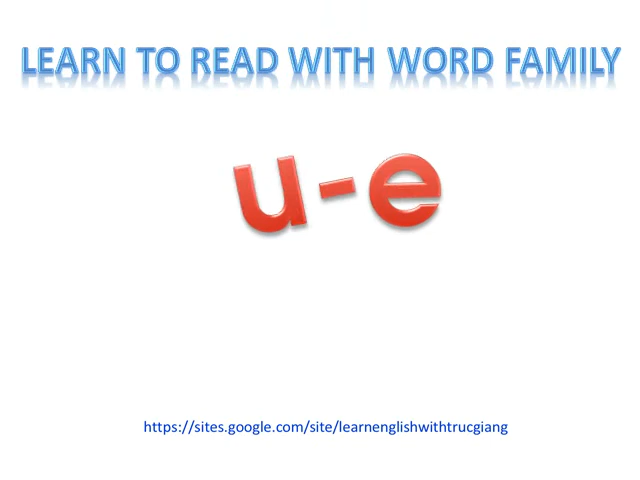 LEARN TO READ WITH WORD FAMILY
u-e
https://sites.google.com/site/learnenglishwithtrucgiang